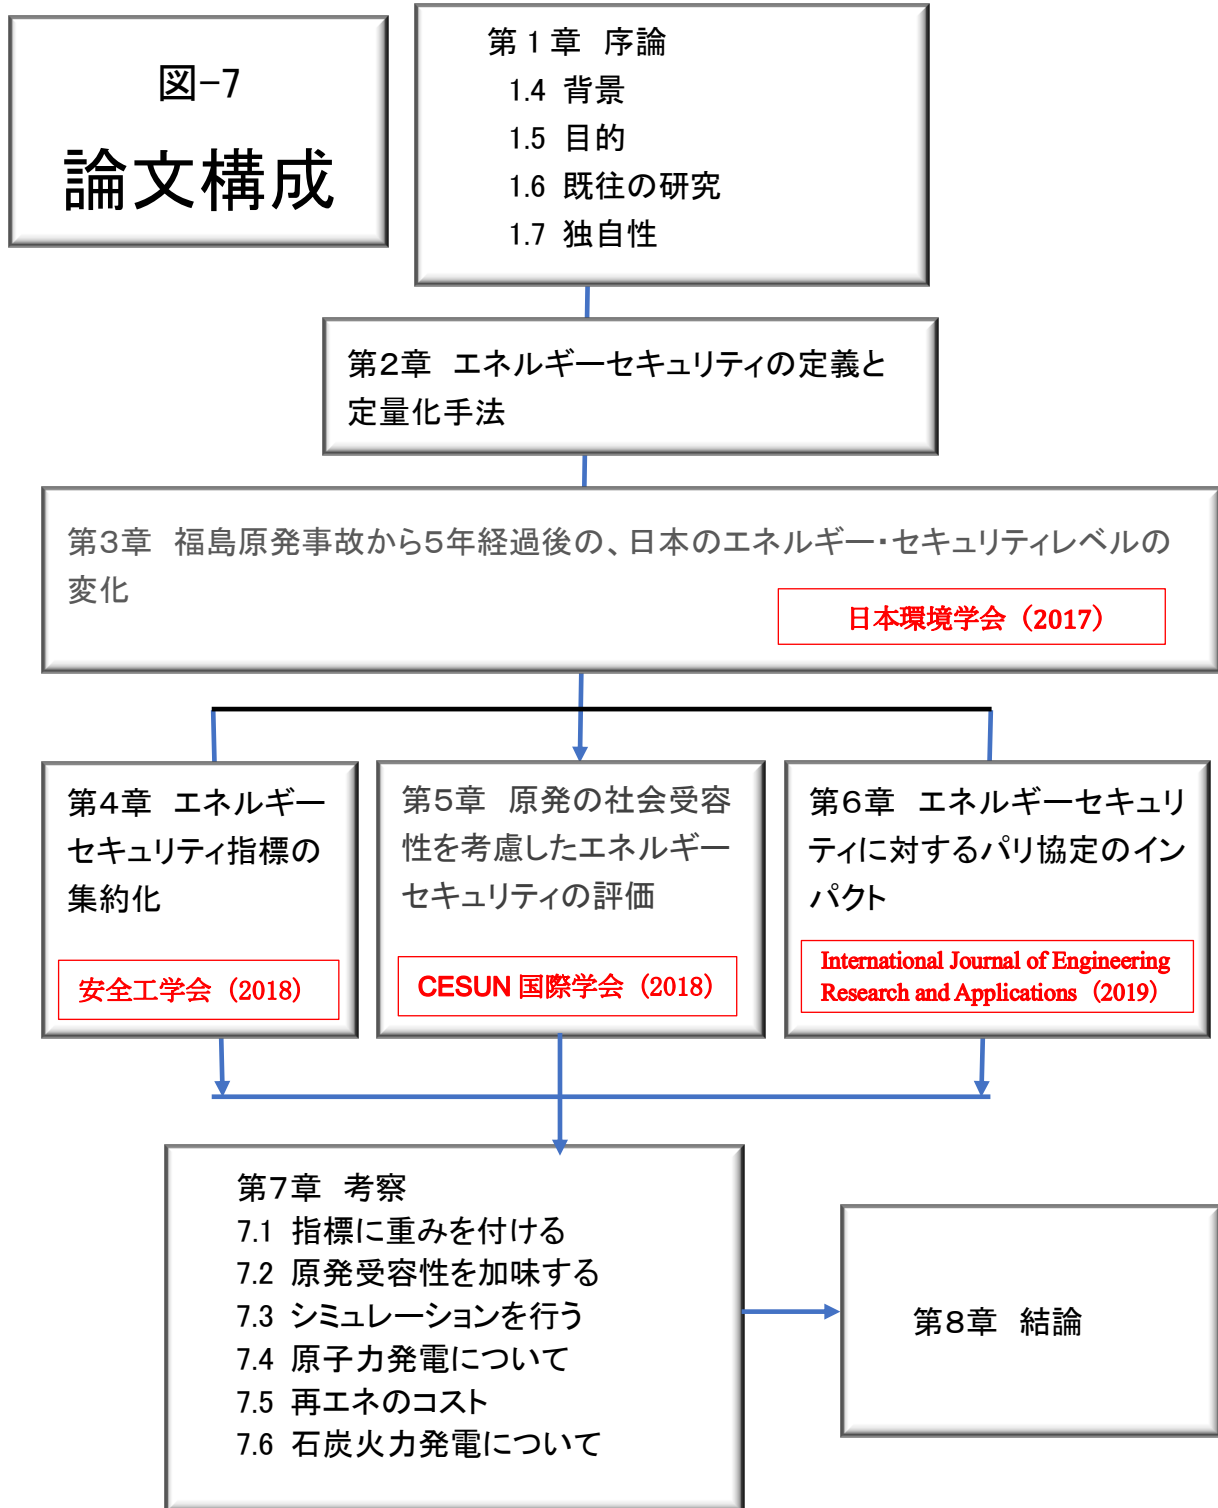 図-7
論文構成
第1章 序論
1.4 背景
1.5 目的
1.6 既往の研究
1.7 独自性
第2章 エネルギーセキュリティの定義と
定量化手法
第3章 福島原発事故から5年経過後の、日本のエネルギー・セキュリティレベルの
変化
日本環境学会（2017）
第4章 エネルギー
セキュリティ指標の
集約化
安全工学会（2018）
第5章 原発の社会受容
性を考慮したエネルギー
セキュリティの評価
CESUN 国際学会（2018）
第6章 エネルギーセキュリ
ティに対するパリ協定のイン
パクト
International Journal of Engineering
Research and Applications（2019）
第7章 考察
7.1 指標に重みを付ける
7.2 原発受容性を加味する
7.3 シミュレーションを行う
7.4 原子力発電について
7.5 再エネのコスト
7.6 石炭火力発電について
第8章 結論